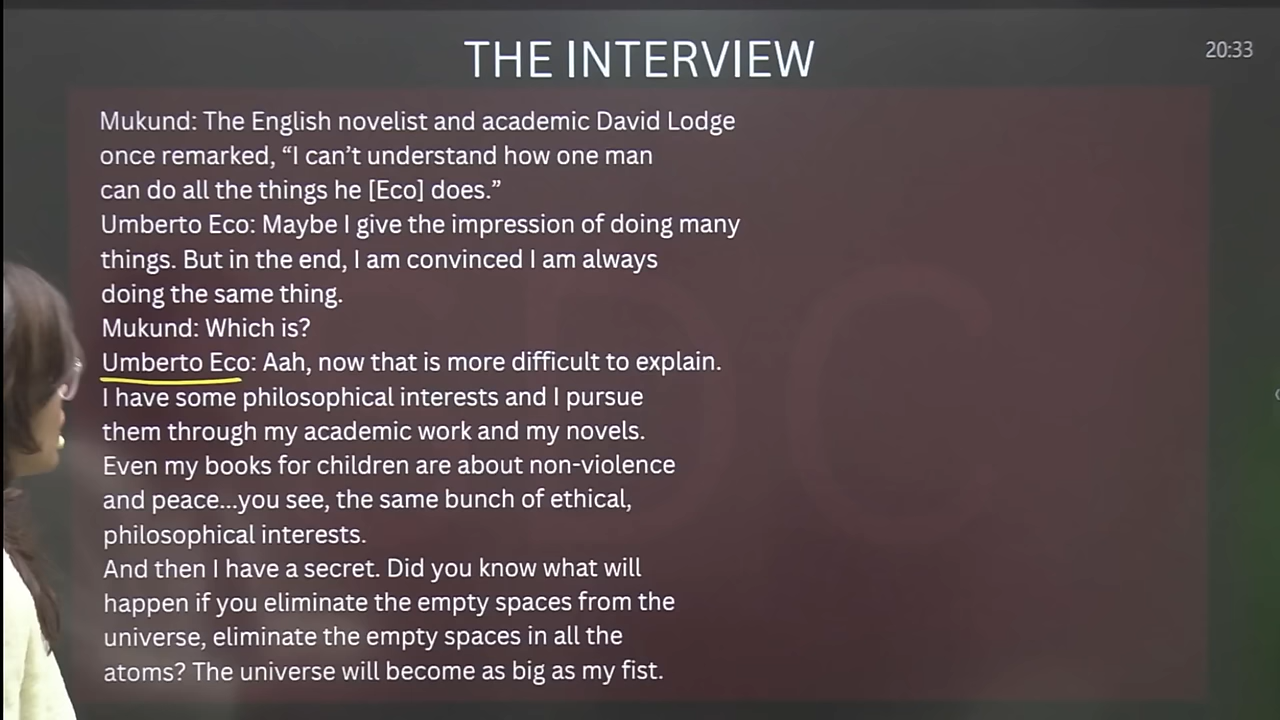 THE INTERVIEW
20:33
Mukund: The English novelist and academic David Lodge
once remarked, “I can’t understand how one man
can do all the things he [Eco] does.”
Umberto Eco: Maybe I give the impression of doing many
things. But in the end, I am convinced I am always
doing the same thing.
Mukund: Which is?
Umberto Eco: Aah, now that is more difficult to explain.
I have some philosophical interests and I pursue
them through my academic work and my novels.
Even my books for children are about non-violence
and peace...you see, the same bunch of ethical,
philosophical interests.
And then I have a secret. Did you know what will
happen if you eliminate the empty spaces from the
universe, eliminate the empty spaces in all the
atoms? The universe will become as big as my fist.